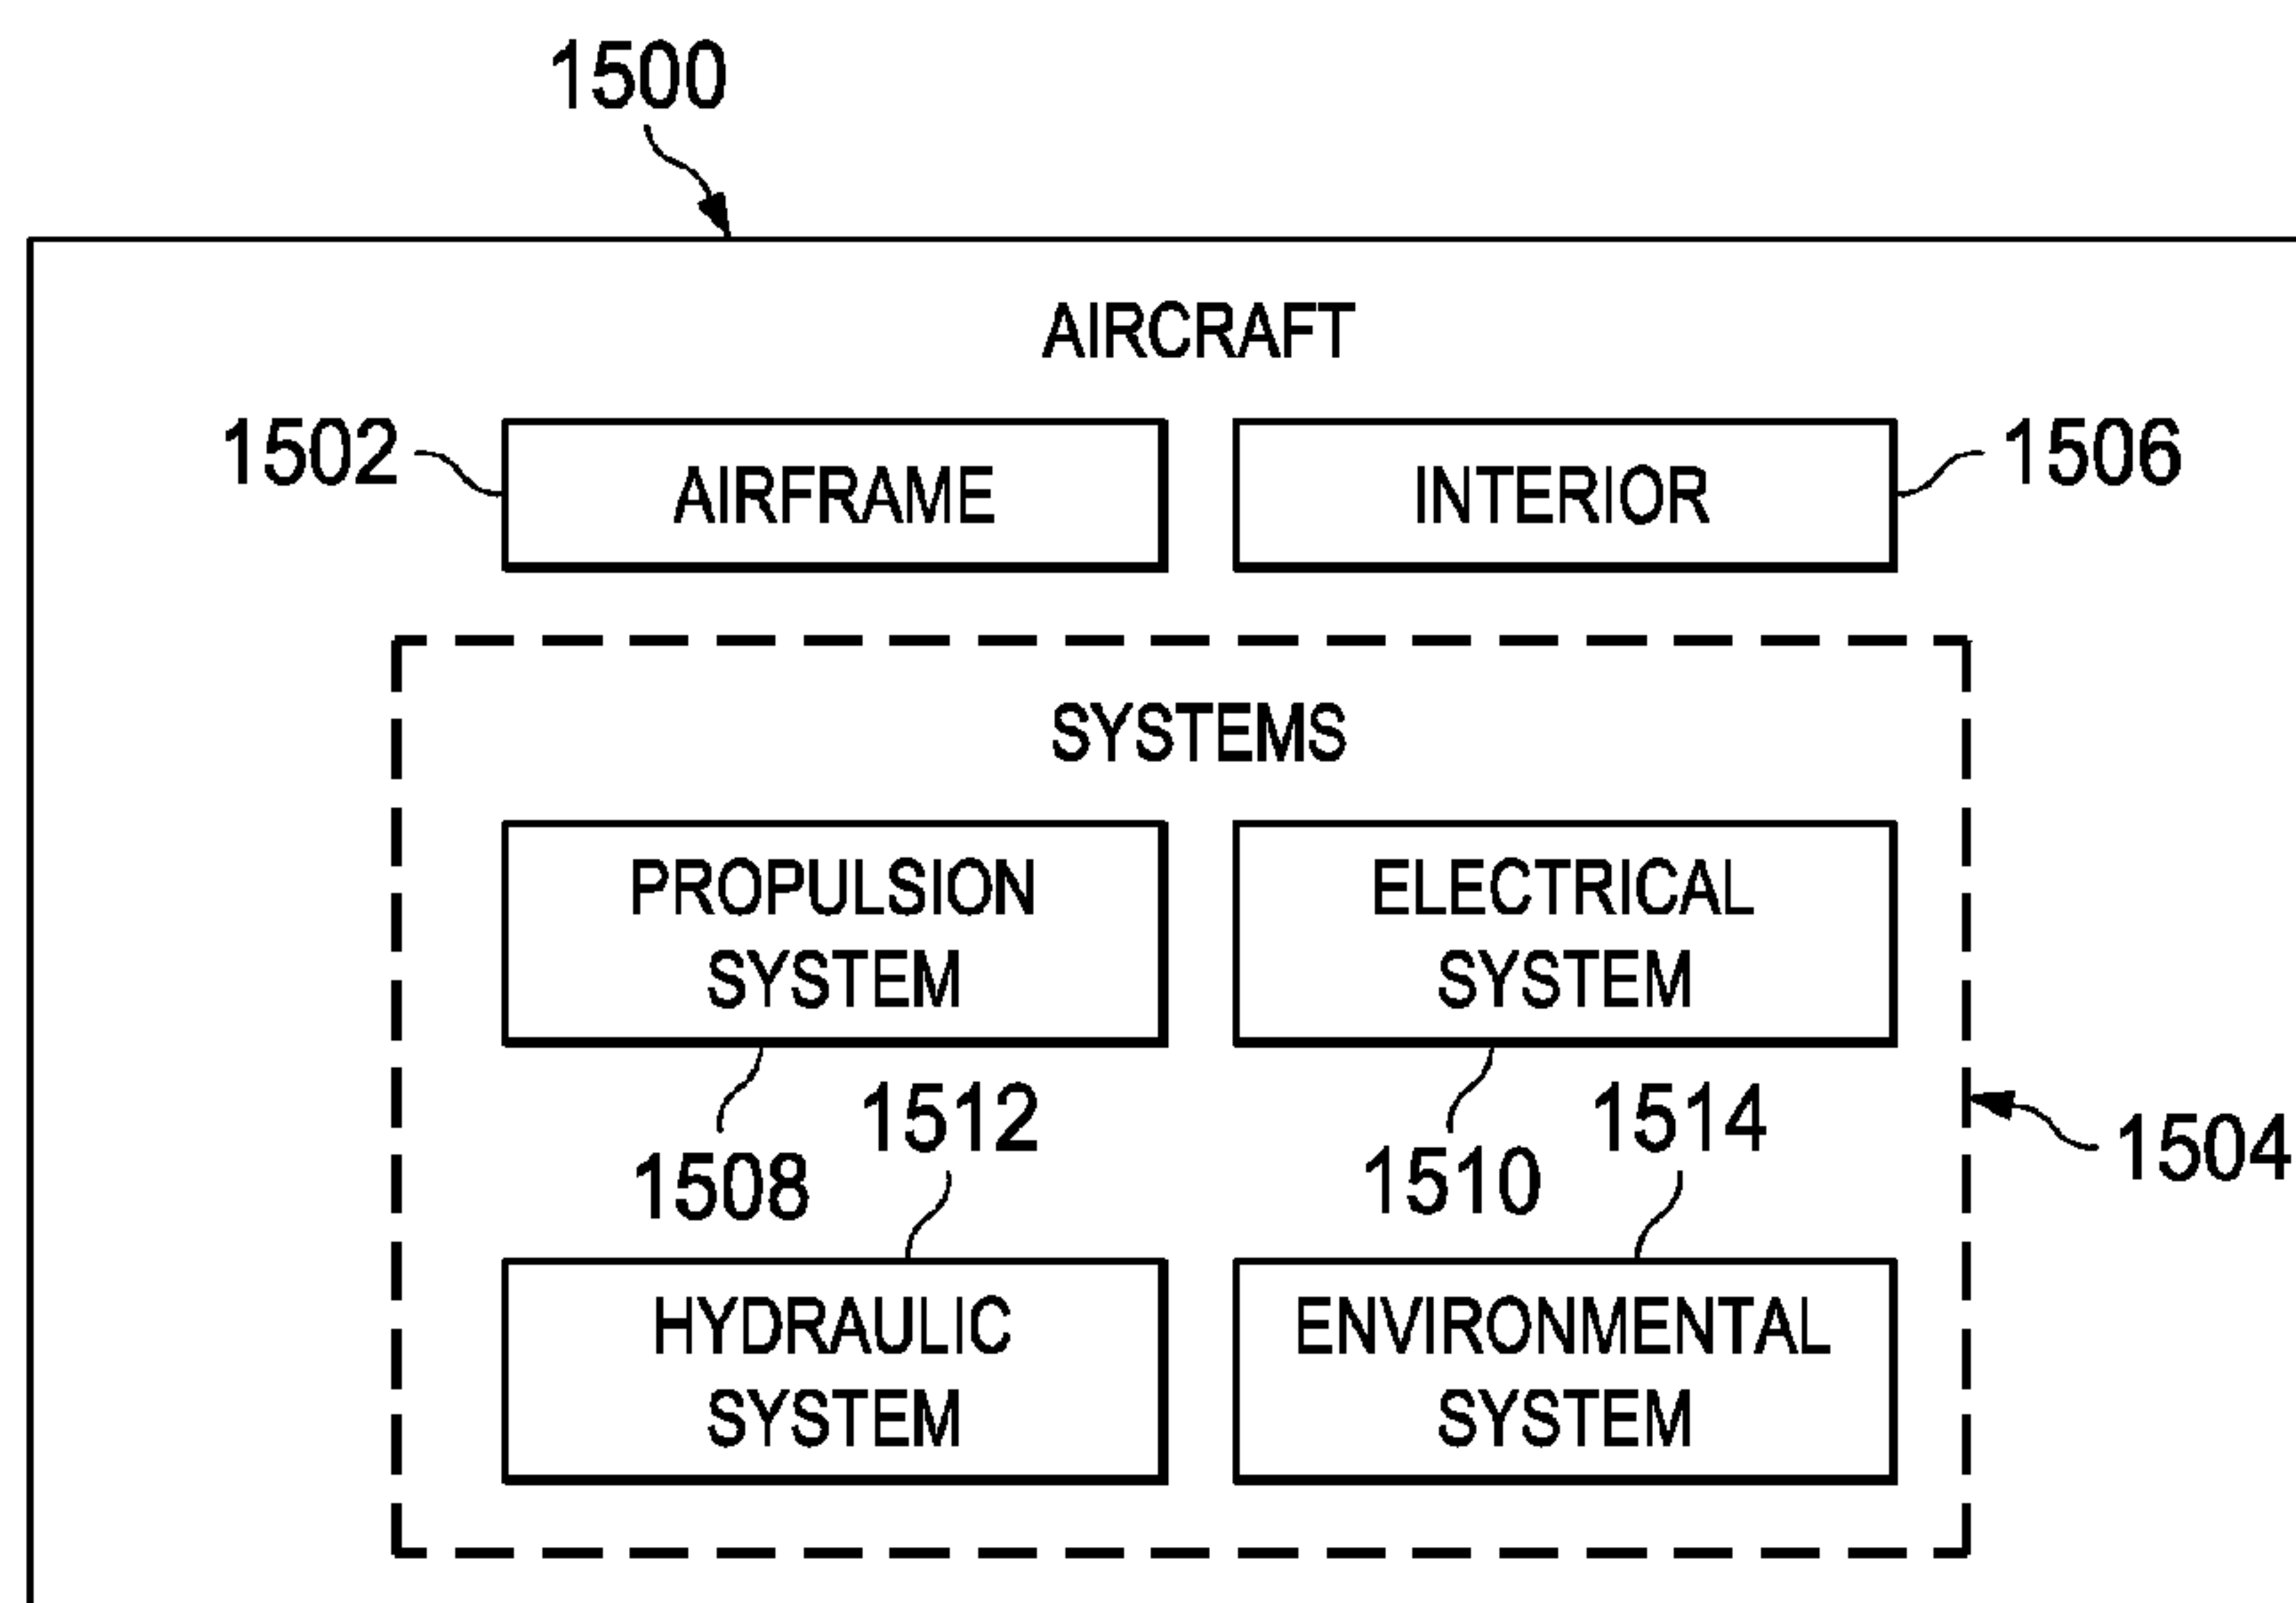 1500
AIRCRAFT
1502
AIRFRAME
INTERIOR
1506
SYSTEMS
PROPULSION
SYSTEM
ELECTRICAL
SYSTEM
1508
1512
1510
1514
1504
HYDRAULIC
SYSTEM
ENVIRONMENTAL
SYSTEM